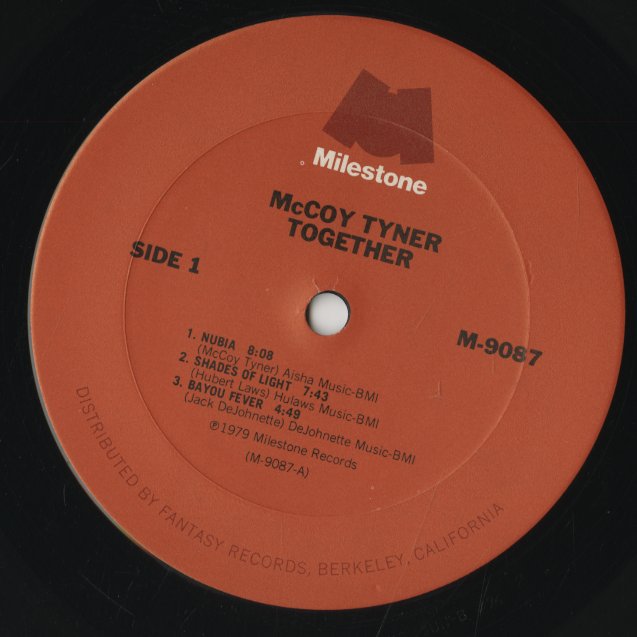 Milestone
McCOY TYNER
TOGETHER
SIDE 1
M-9087
1. NUBIA 8:08
(McCoy Tyner) Aisha Music-BMI
2. SHADES OF LIGHT 7:43
(Hubert Laws) Hulaws Music-BMI
3. BAYOU FEVER 4:49
(Jack DeJohnette) DeJohnette Music-BMI
℗1979 Milestone Records
(M-9087-A)
DISTRIBUTED BY FANTASY RECORDS, BERKELEY, CALIFORNIA